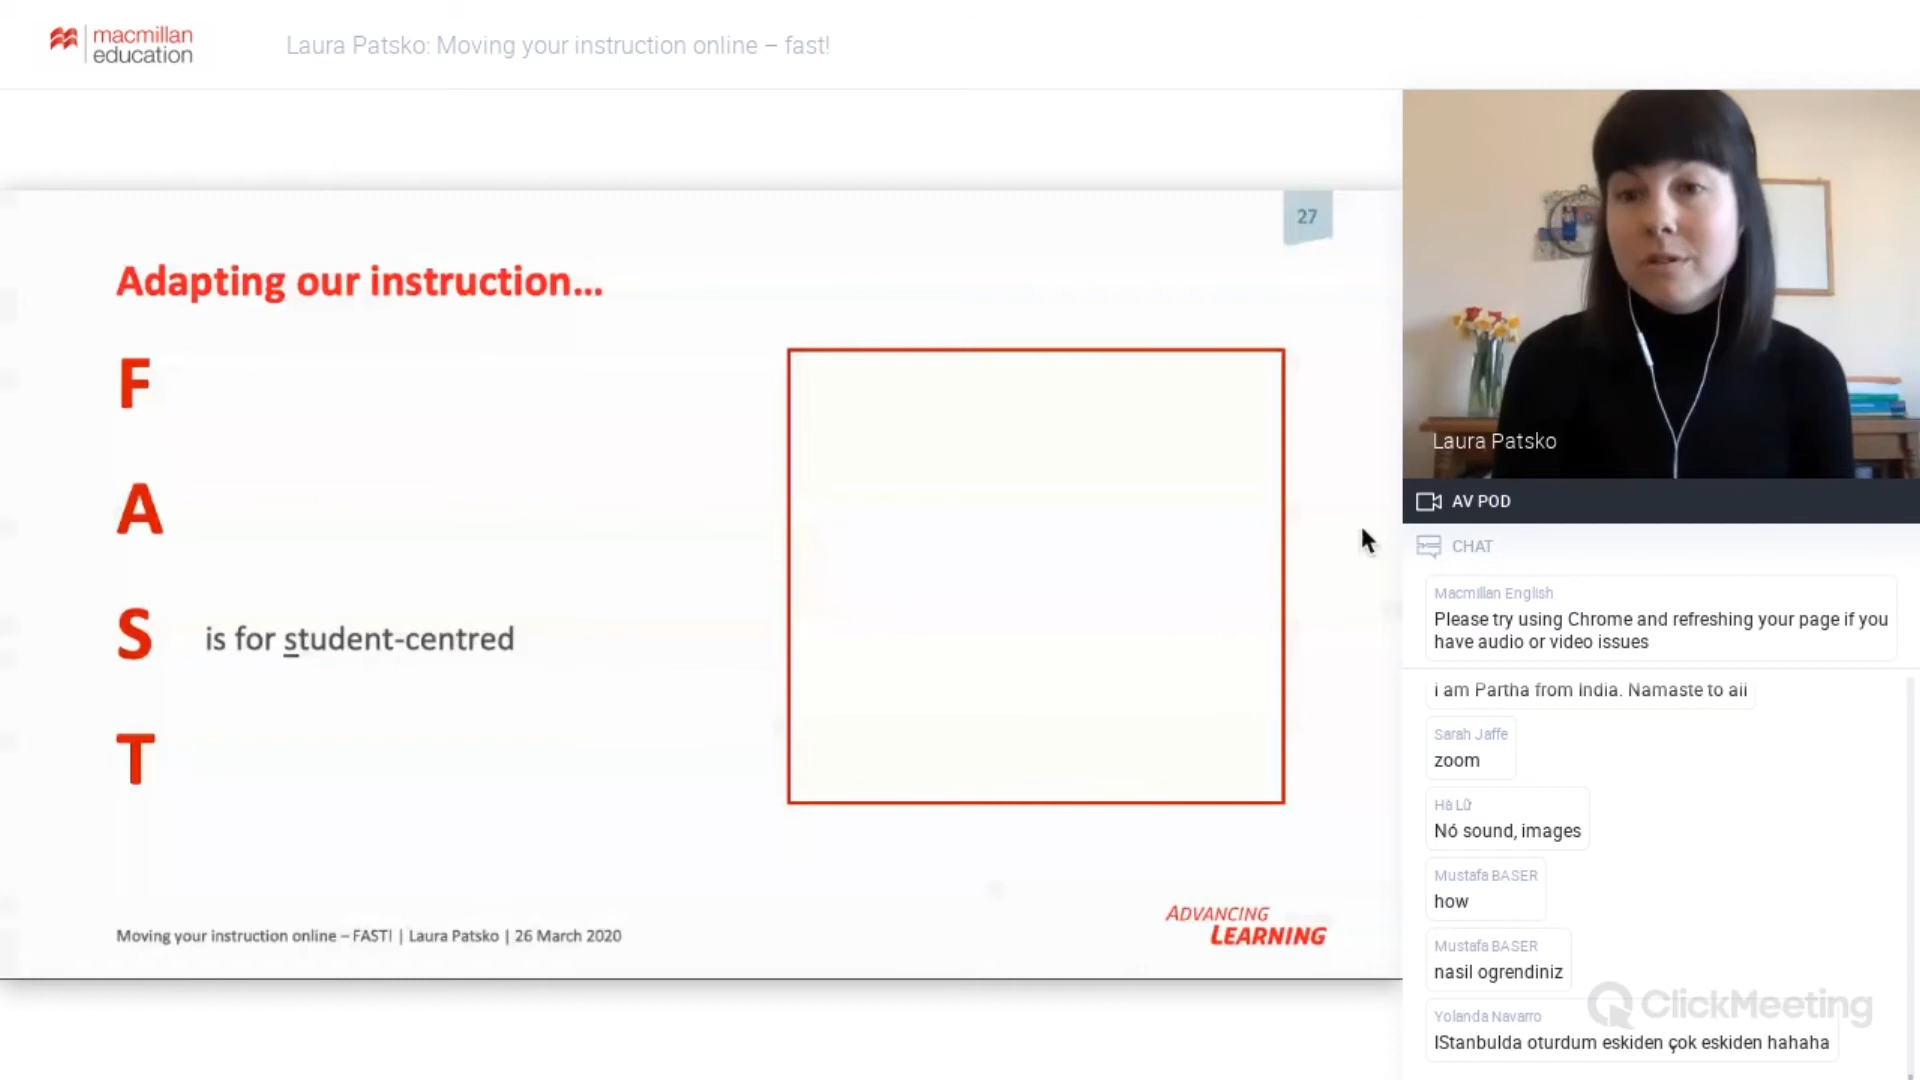 macmillan
education
Laura Patsko: Moving your instruction online – fast!
27
Adapting our instruction...
F
A
S is for student-centred
T
Moving your instruction online – FAST! | Laura Patsko | 26 March 2020
ADVANCING
LEARNING
Laura Patsko
AV POD
CHAT
Macmillan English
Please try using Chrome and refreshing your page if you
have audio or video issues
i am Partha from India. Namaste to all
Sarah Jaffe
zoom
Hà Lữ
Nó sound, images
Mustafa BASER
how
Mustafa BASER
nasil ogrendiniz
ClickMeeting
Yolanda Navarro
IStanbulda oturdum eskiden çok eskiden hahaha